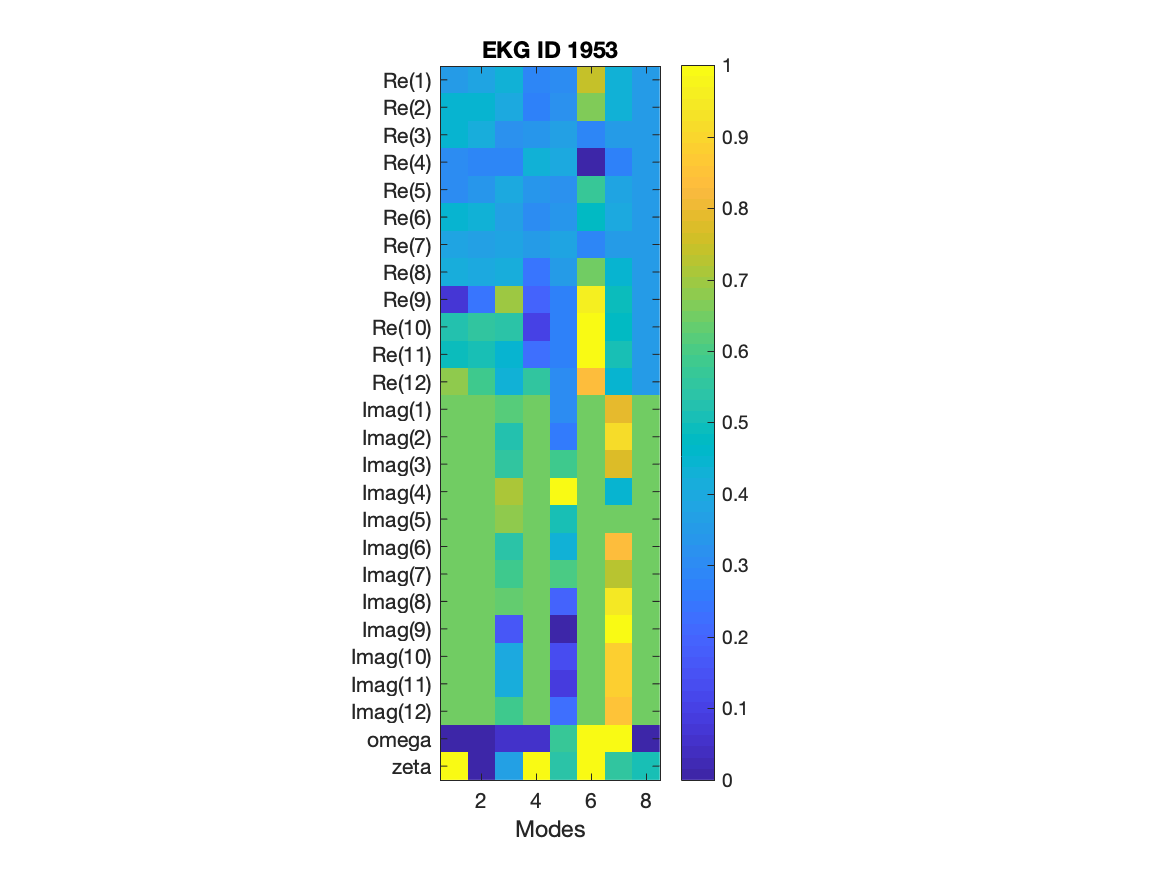 EKG ID 1953
Re(1)
Re(2)
Re(3)
Re(4)
Re(5)
Re(6)
Re(7)
Re(8)
Re(9)
Re(10)
Re(11)
Re(12)
Imag(1)
Imag(2)
Imag(3)
Imag(4)
Imag(5)
Imag(6)
Imag(7)
Imag(8)
Imag(9)
Imag(10)
Imag(11)
Imag(12)
omega
zeta
2 4 6 8
Modes
1
0.9
0.8
0.7
0.6
0.5
0.4
0.3
0.2
0.1
0